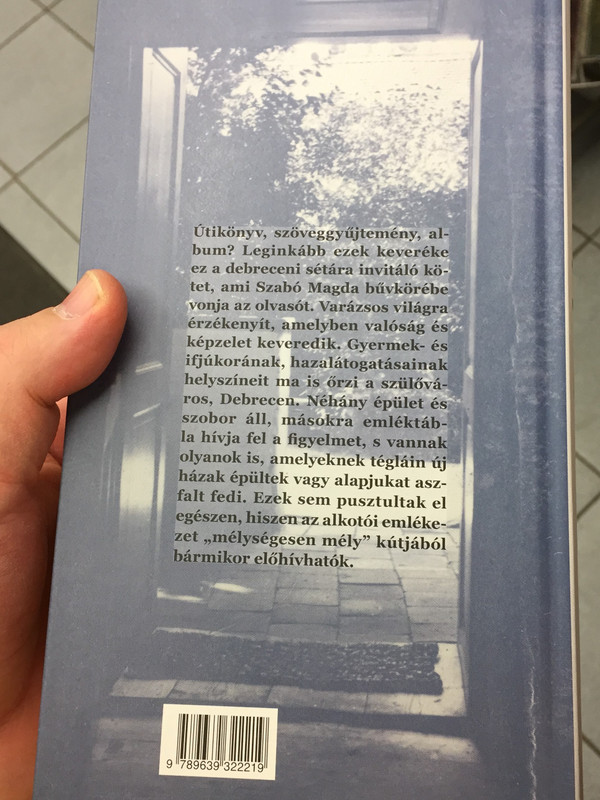 Útikönyv, szöveggyűjtemény, al-
bum? Leginkább ezek keveréke
ez a debreceni sétára invitáló kö-
tet, ami Szabó Magda bűvkörébe
vonja az olvasót. Varázsos világra
érzékenyít, amelyben valóság és
képzelet keveredik. Gyermek- és
ifjúkorának, hazalátogatásainak
helyszíneit ma is őrzi a szülővá-
ros, Debrecen. Néhány épület és
szobor áll, másokra emléktáb-
la hívja fel a figyelmet, s vannak
olyanok is, amelyeknek tégláin új
házak épültek vagy alapjukat asz-
falt fedi. Ezek sem pusztultak el
egészen, hiszen az alkotói emléke-
zet „mélységesen mély” kútjából
bármikor előhívhatók.
9 789639 322219